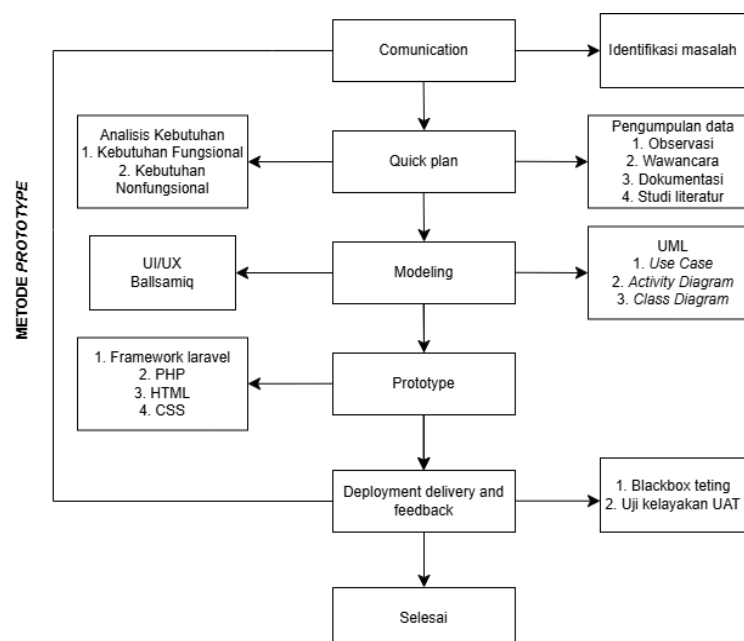 Comunication
Identifikasi masalah
Analisis Kebutuhan
1. Kebutuhan Fungsional
2. Kebutuhan
Nonfungsional
Quick plan
Pengumpulan data
1. Observasi
2. Wawancara
3. Dokumentasi
4. Studi literatur
METODE PROTOTYPE
UI/UX
Ballsamiq
Modeling
UML
1. Use Case
2. Activity Diagram
3. Class Diagram
1. Framework laravel
2. PHP
3. HTML
4. CSS
Prototype
Deployment delivery and
feedback
1. Blackbox teting
2. Uji kelayakan UAT
Selesai